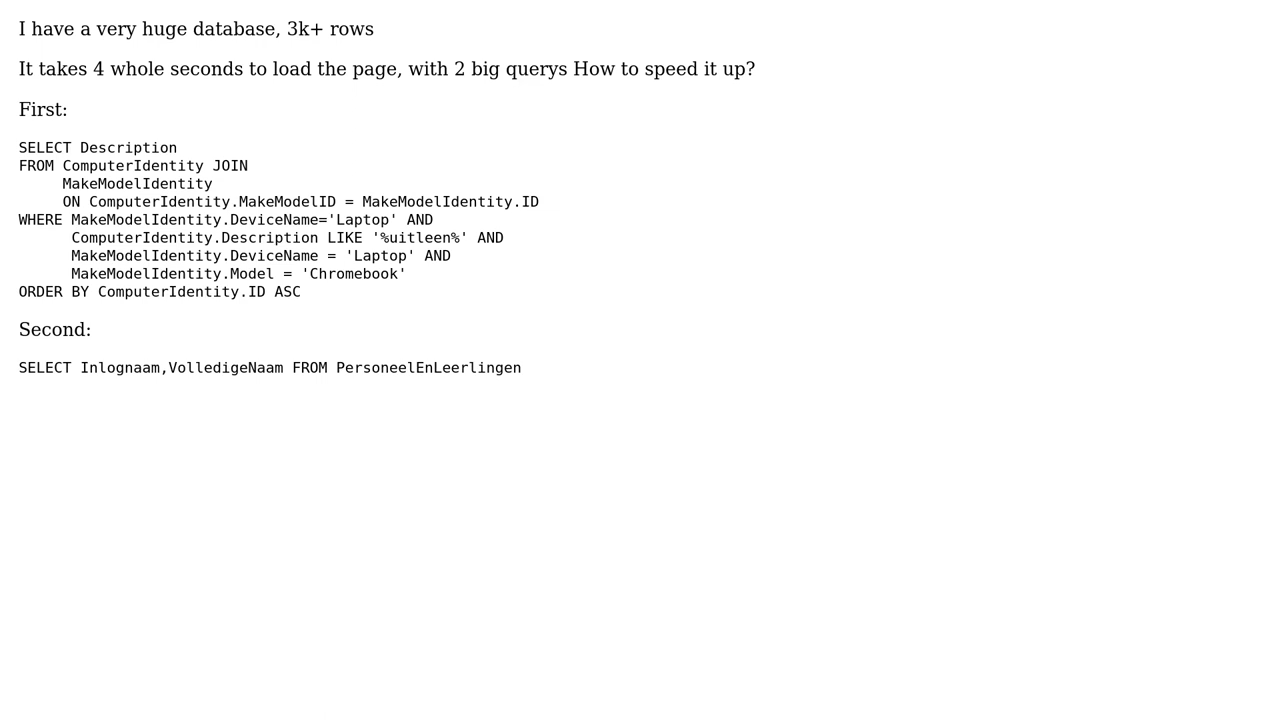 I have a very huge database, 3k+ rows
It takes 4 whole seconds to load the page, with 2 big querys How to speed it up?
First:
SELECT Description
FROM ComputerIdentity JOIN
     MakeModelIdentity
     ON ComputerIdentity.MakeModelID = MakeModelIdentity.ID
WHERE MakeModelIdentity.DeviceName='Laptop' AND
      ComputerIdentity.Description LIKE '%uitleen%' AND
      MakeModelIdentity.DeviceName = 'Laptop' AND
      MakeModelIdentity.Model = 'Chromebook'
ORDER BY ComputerIdentity.ID ASC
Second:
SELECT Inlognaam,VolledigeNaam FROM PersoneelEnLeerlingen